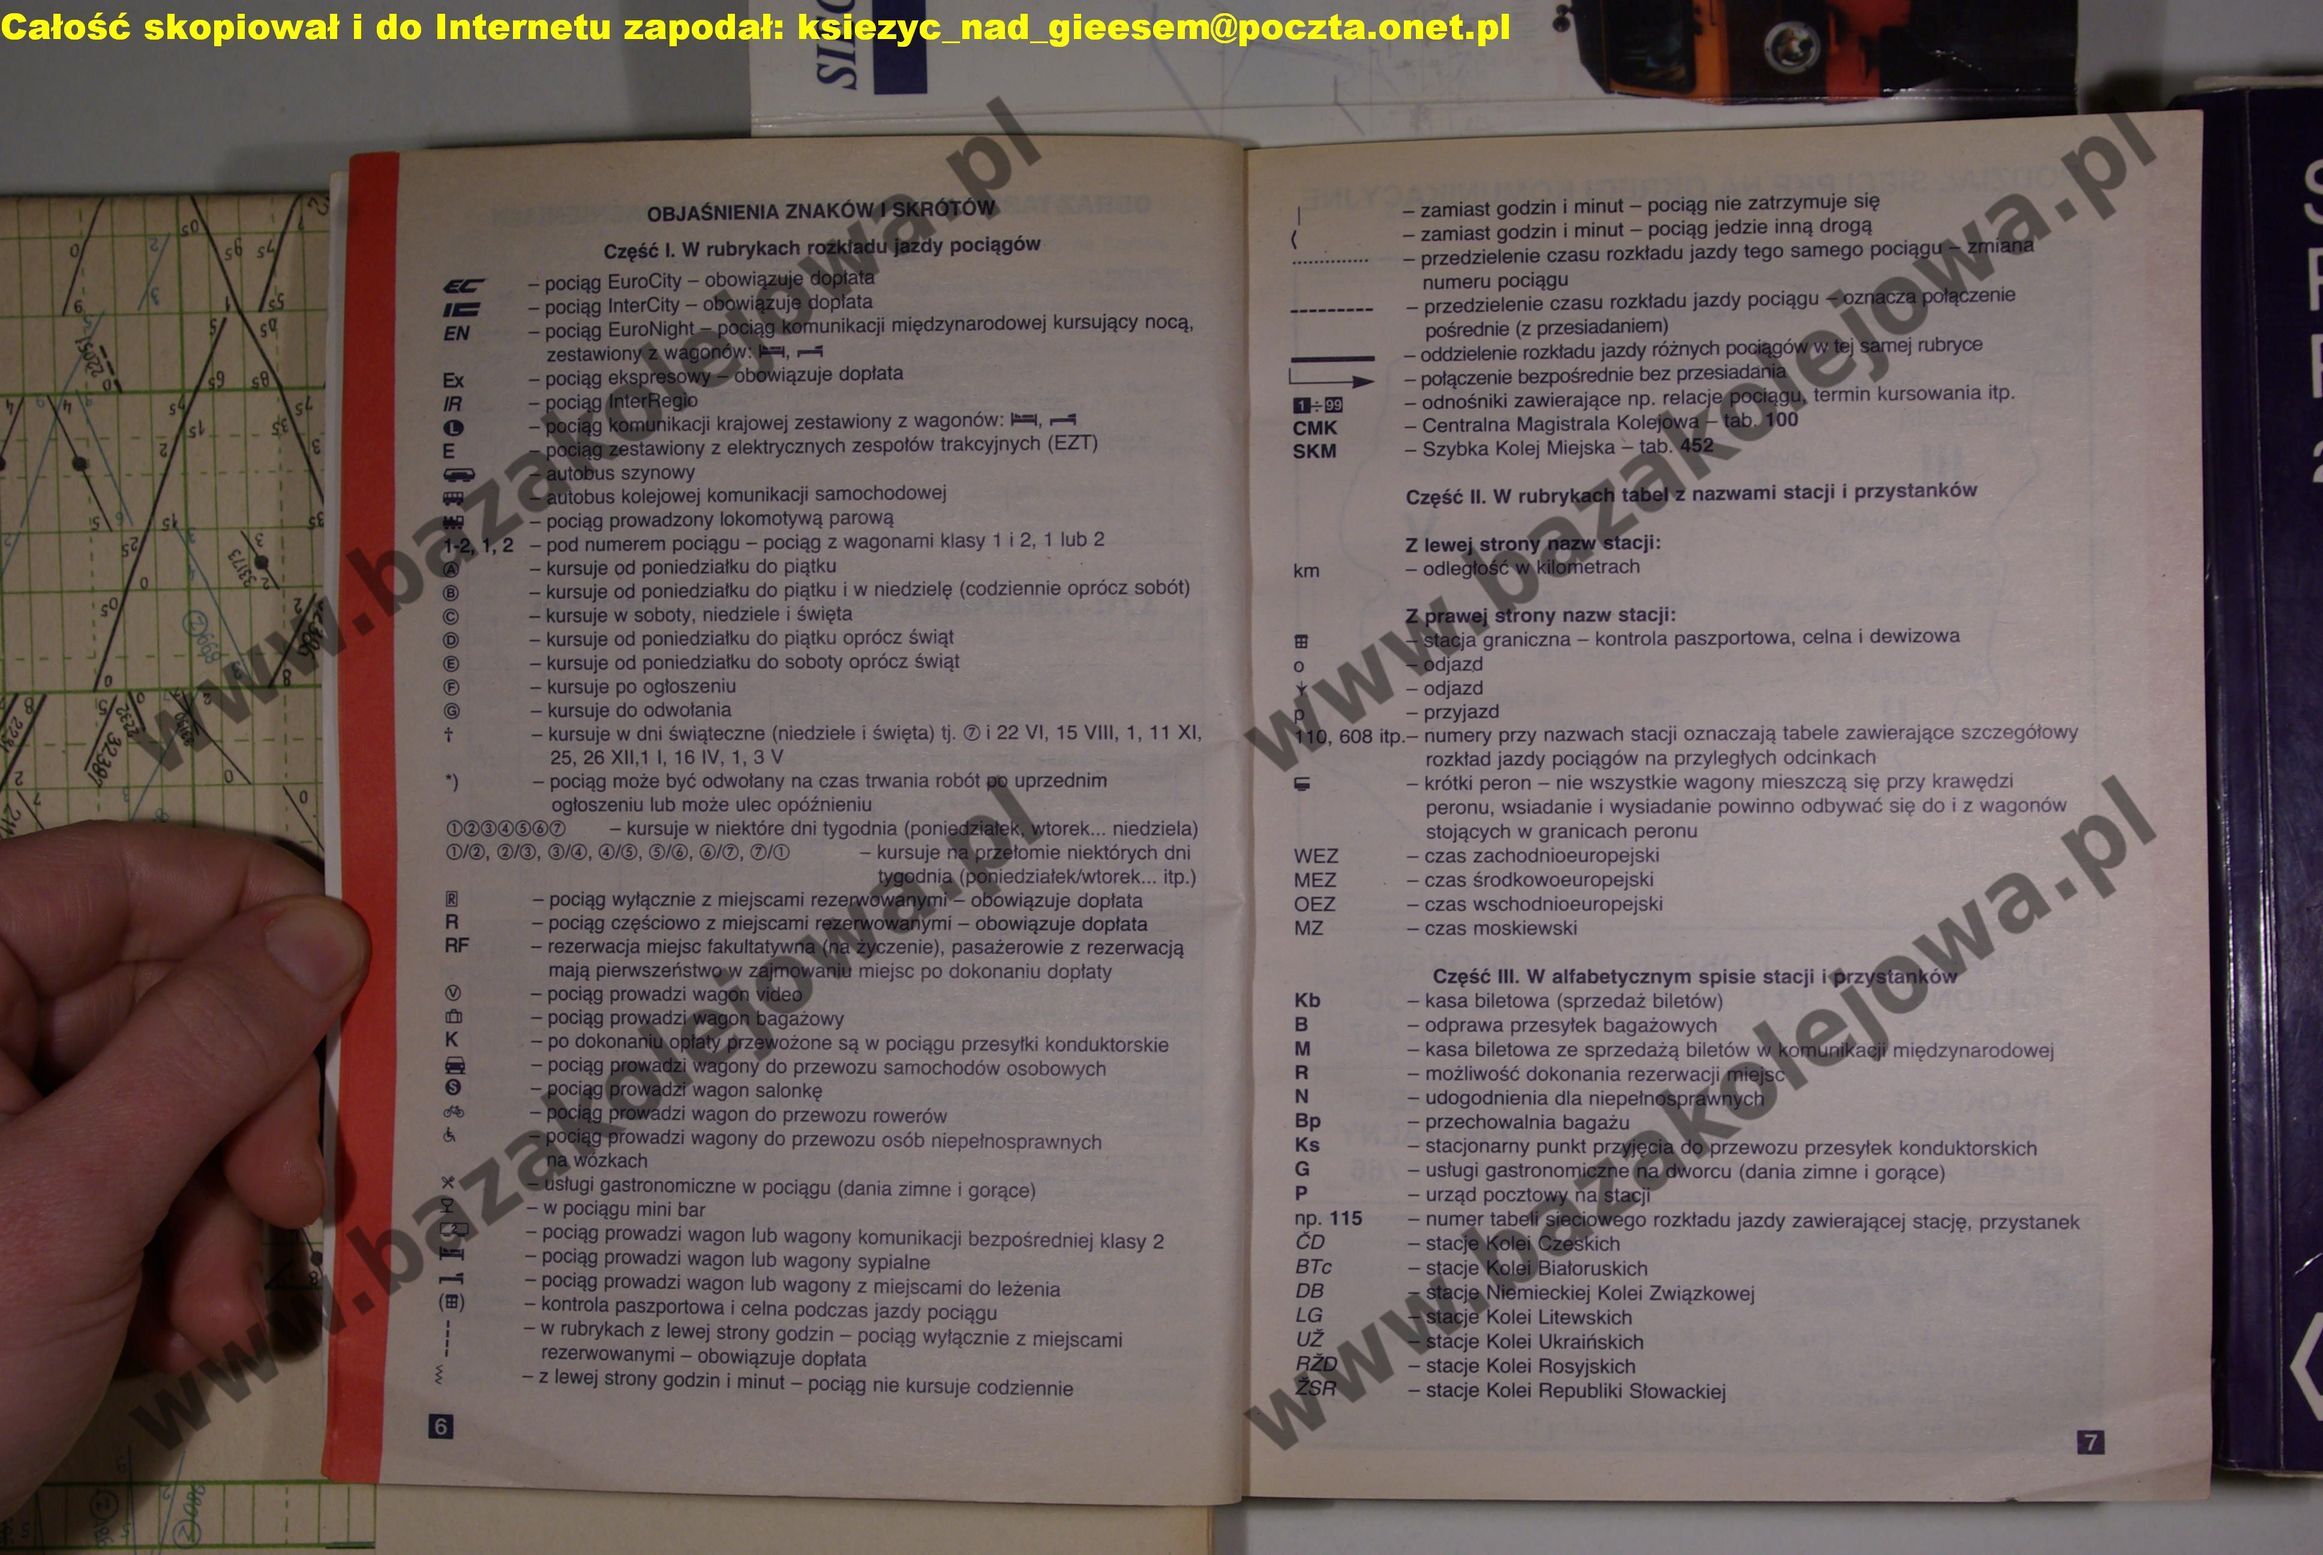 Całość skopiował i do Internetu zapodał: ksiezyc_nad_gieesem@poczta.onet.pl
OBJAŚNIENIA ZNAKÓW I SKRÓTÓW
Część I. W rubrykach rozkładu jazdy pociągów
EC – pociąg EuroCity – obowiązuje dopłata
IC – pociąg InterCity – obowiązuje dopłata
EN – pociąg EuroNight – pociąg komunikacji międzynarodowej kursujący nocą,
zestawiony z wagonów: ,
Ex – pociąg ekspresowy – obowiązuje dopłata
IR – pociąg InterRegio
L – pociąg komunikacji krajowej zestawiony z wagonów: ,
E – pociąg zestawiony z elektrycznych zespołów trakcyjnych (EZT)
– autobus szynowy
– autobus kolejowej komunikacji samochodowej
– pociąg prowadzony lokomotywą parową
1-2, 1, 2 – pod numerem pociągu – pociąg z wagonami klasy 1 i 2, 1 lub 2
Ⓐ – kursuje od poniedziałku do piątku
Ⓑ – kursuje od poniedziałku do piątku i w niedzielę (codziennie oprócz sobót)
Ⓒ – kursuje w soboty, niedziele i święta
Ⓓ – kursuje od poniedziałku do piątku oprócz świąt
Ⓔ – kursuje od poniedziałku do soboty oprócz świąt
Ⓕ – kursuje po ogłoszeniu
Ⓖ – kursuje do odwołania
† – kursuje w dni świąteczne (niedziele i święta) tj. ⑦ i 22 VI, 15 VIII, 1, 11 XI,
25, 26 XII,1 I, 16 IV, 1, 3 V
*) – pociąg może być odwołany na czas trwania robót po uprzednim
ogłoszeniu lub może ulec opóźnieniu
①②③④⑤⑥⑦ – kursuje w niektóre dni tygodnia (poniedziałek, wtorek... niedziela)
①/②, ②/③, ③/④, ④/⑤, ⑤/⑥, ⑥/⑦, ⑦/① – kursuje na przełomie niektórych dni
tygodnia (poniedziałek/wtorek... itp.)
R – pociąg wyłącznie z miejscami rezerwowanymi – obowiązuje dopłata
R – pociąg częściowo z miejscami rezerwowanymi – obowiązuje dopłata
RF – rezerwacja miejsc fakultatywna (na życzenie), pasażerowie z rezerwacją
mają pierwszeństwo w zajmowaniu miejsc po dokonaniu dopłaty
Ⓥ – pociąg prowadzi wagon video
– pociąg prowadzi wagon bagażowy
K – po dokonaniu opłaty przewożone są w pociągu przesyłki konduktorskie
– pociąg prowadzi wagony do przewozu samochodów osobowych
S – pociąg prowadzi wagon salonkę
– pociąg prowadzi wagon do przewozu rowerów
– pociąg prowadzi wagony do przewozu osób niepełnosprawnych
na wózkach
– usługi gastronomiczne w pociągu (dania zimne i gorące)
– w pociągu mini bar
2 – pociąg prowadzi wagon lub wagony komunikacji bezpośredniej klasy 2
– pociąg prowadzi wagon lub wagony sypialne
– pociąg prowadzi wagon lub wagony z miejscami do leżenia
– kontrola paszportowa i celna podczas jazdy pociągu
– w rubrykach z lewej strony godzin – pociąg wyłącznie z miejscami
rezerwowanymi – obowiązuje dopłata
– z lewej strony godzin i minut – pociąg nie kursuje codziennie
6
| – zamiast godzin i minut – pociąg nie zatrzymuje się
( – zamiast godzin i minut – pociąg jedzie inną drogą
.............. – przedzielenie czasu rozkładu jazdy tego samego pociągu – zmiana
numeru pociągu
--------- – przedzielenie czasu rozkładu jazdy pociągu – oznacza połączenie
pośrednie (z przesiadaniem)
– oddzielenie rozkładu jazdy różnych pociągów w tej samej rubryce
– połączenie bezpośrednie bez przesiadania
1÷99 – odnośniki zawierające np. relację pociągu, termin kursowania itp.
CMK – Centralna Magistrala Kolejowa – tab. 100
SKM – Szybka Kolej Miejska – tab. 452
Część II. W rubrykach tabel z nazwami stacji i przystanków
Z lewej strony nazw stacji:
km – odległość w kilometrach
Z prawej strony nazw stacji:
– stacja graniczna – kontrola paszportowa, celna i dewizowa
o – odjazd
– odjazd
p – przyjazd
110, 608 itp.– numery przy nazwach stacji oznaczają tabele zawierające szczegółowy
rozkład jazdy pociągów na przyległych odcinkach
– krótki peron – nie wszystkie wagony mieszczą się przy krawędzi
peronu, wsiadanie i wysiadanie powinno odbywać się do i z wagonów
stojących w granicach peronu
WEZ – czas zachodnioeuropejski
MEZ – czas środkowoeuropejski
OEZ – czas wschodnioeuropejski
MZ – czas moskiewski
Część III. W alfabetycznym spisie stacji i przystanków
Kb – kasa biletowa (sprzedaż biletów)
B – odprawa przesyłek bagażowych
M – kasa biletowa ze sprzedażą biletów w komunikacji międzynarodowej
R – możliwość dokonania rezerwacji miejsc
N – udogodnienia dla niepełnosprawnych
Bp – przechowalnia bagażu
Ks – stacjonarny punkt przyjęcia do przewozu przesyłek konduktorskich
G – usługi gastronomiczne na dworcu (dania zimne i gorące)
P – urząd pocztowy na stacji
np. 115 – numer tabeli sieciowego rozkładu jazdy zawierającej stację, przystanek
ČD – stacje Kolei Czeskich
BTc – stacje Kolei Białoruskich
DB – stacje Niemieckiej Kolei Związkowej
LG – stacje Kolei Litewskich
UŽ – stacje Kolei Ukraińskich
RŽD – stacje Kolei Rosyjskich
ŽSR – stacje Kolei Republiki Słowackiej
7
www.bazakolejowa.pl
www.bazakolejowa.pl
www.bazakolejowa.pl
www.bazakolejowa.pl